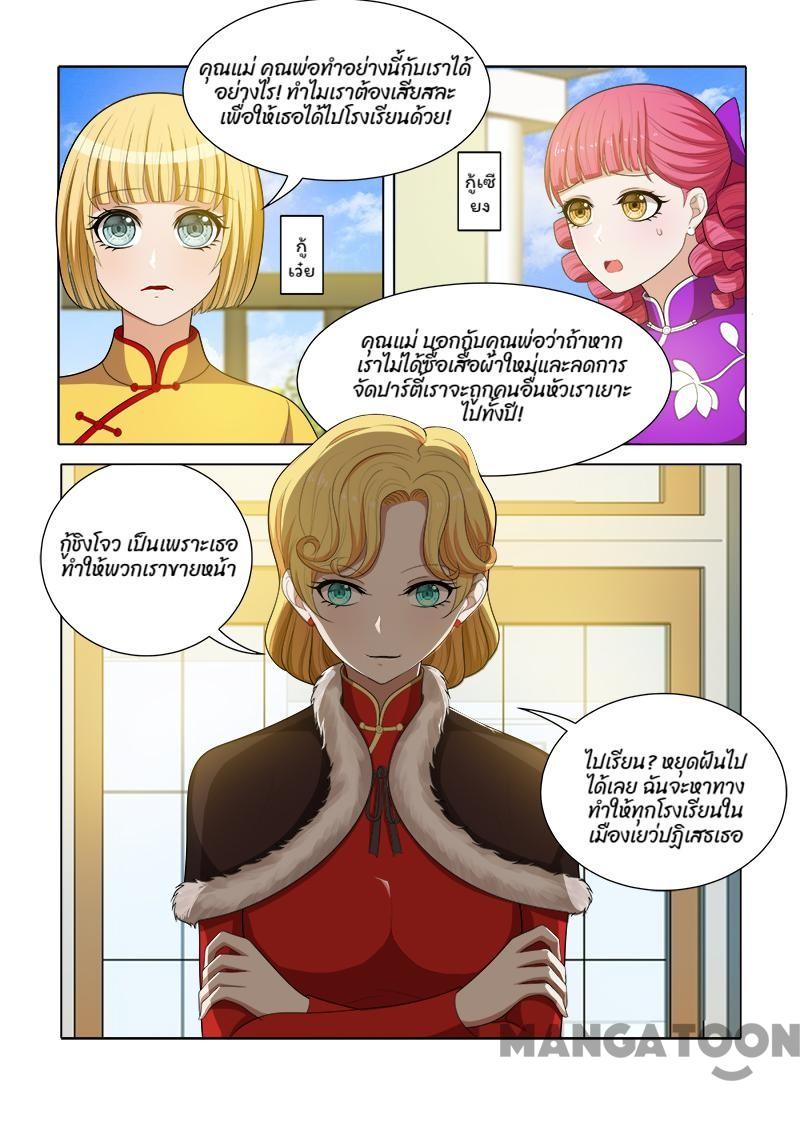 คุณแม่ คุณพ่อทำอย่างนี้กับเราได้
อย่างไร! ทำไมเราต้องเสียสละ
เพื่อให้เธอได้ไปโรงเรียนด้วย!
กู้
เว๋ย
กู้เซี
ยง
คุณแม่ บอกกับคุณพ่อว่าถ้าหาก
เราไม่ได้ซื้อเสื้อผ้าใหม่และลดการ
จัดปาร์ตี้เราจะถูกคนอื่นหัวเราเยาะ
ไปทั้งปี!
กู้ชิงโจว เป็นเพราะเธอ
ทำให้พวกเราขายหน้า
ไปเรียน? หยุดฝันไป
ได้เลย ฉันจะหาทาง
ทำให้ทุกโรงเรียนใน
เมืองเยว่ปฏิเสธเธอ
MANGATOON